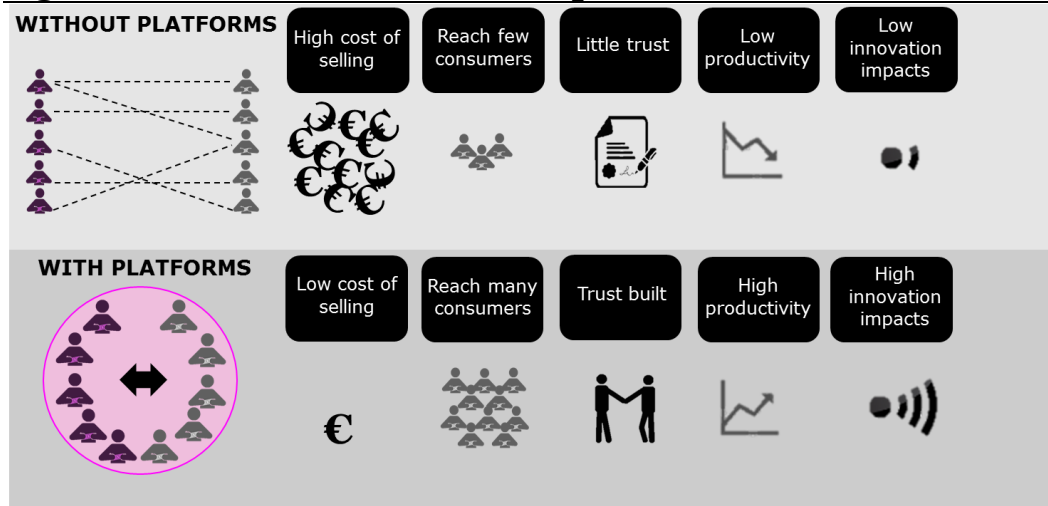 WITHOUT PLATFORMS
High cost of
selling
Reach few
consumers
Little trust
Low
productivity
Low
innovation
impacts
WITH PLATFORMS
Low cost of
selling
Reach many
consumers
Trust built
High
productivity
High
innovation
impacts